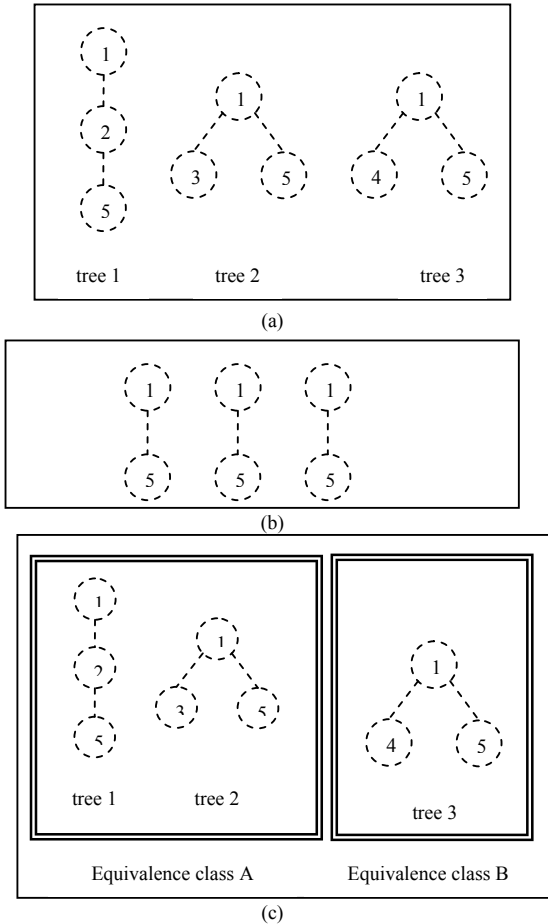 1
2
5
1
3 5
1
4 5
tree 1 tree 2 tree 3
(a)
1 1 1
5 5 5
(b)
1
2
5
1
3 5
1
4 5
tree 1 tree 2
tree 3
Equivalence class A Equivalence class B
(c)